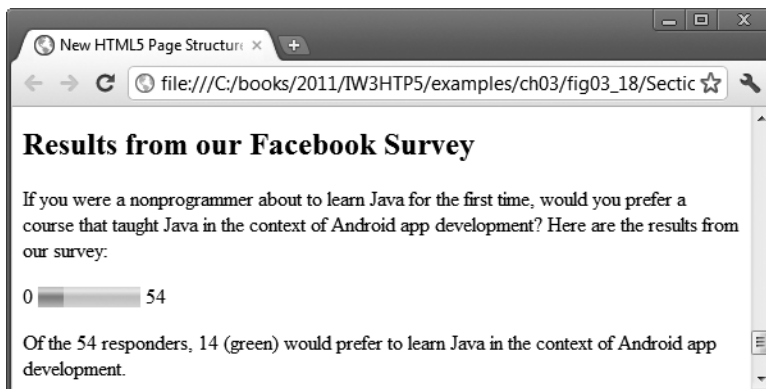 New HTML5 Page Structure
file:///C:/books/2011/IW3HTP5/examples/ch03/fig03_18/Sectic
Results from our Facebook Survey
If you were a nonprogrammer about to learn Java for the first time, would you prefer a
course that taught Java in the context of Android app development? Here are the results from
our survey:
0 54
Of the 54 responders, 14 (green) would prefer to learn Java in the context of Android app
development.